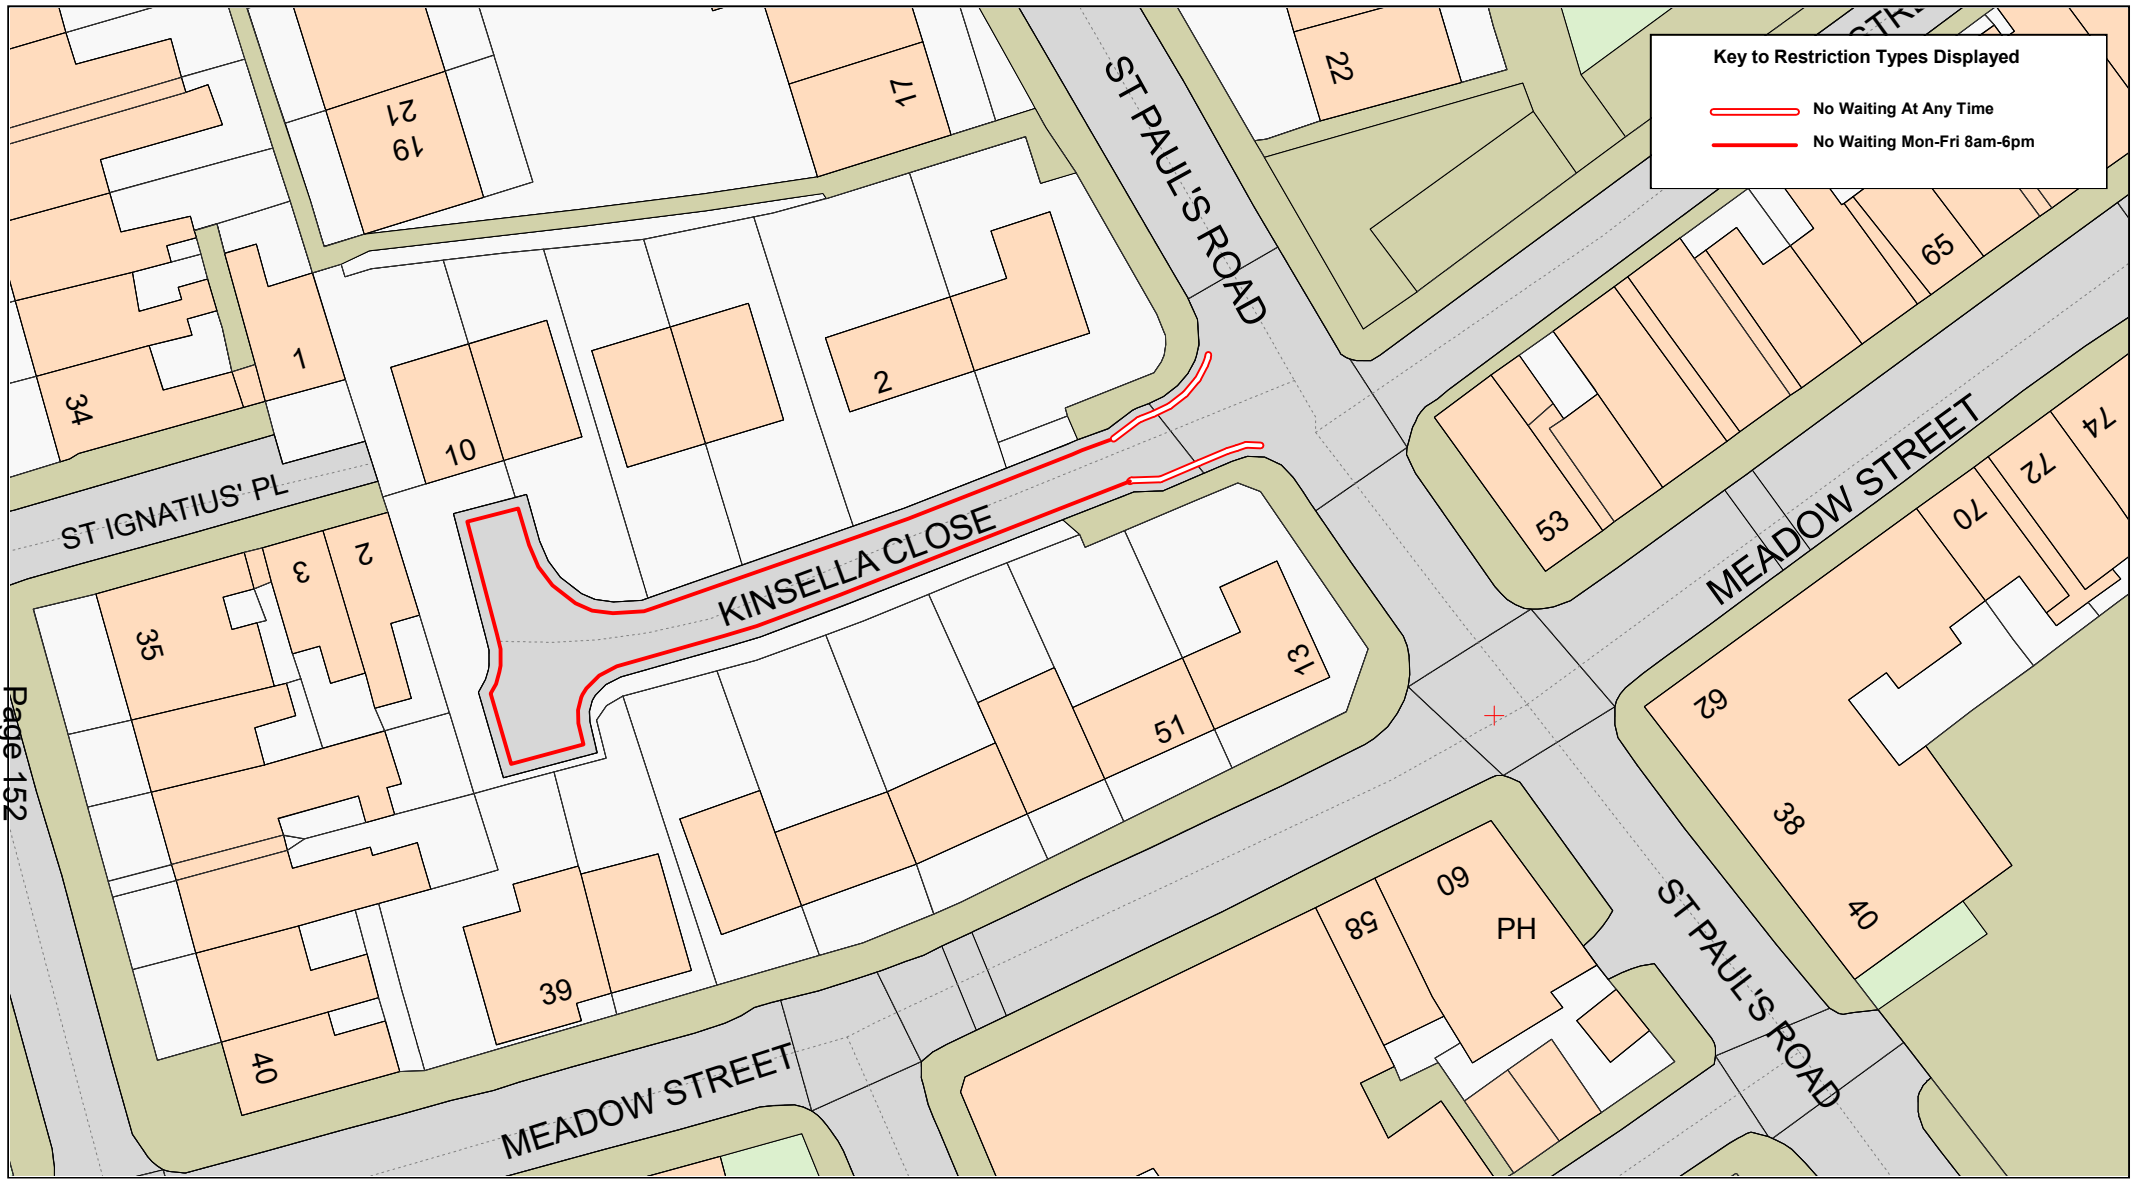 Key to Restriction Types Displayed
No Waiting At Any Time
No Waiting Mon-Fri 8am-6pm
ST PAUL'S ROAD
21
19
17
22
1
34
10
2
65
ST IGNATIUS' PL
KINSELLA CLOSE
MEADOW STREET
53
74
72
70
3
2
35
13
51
62
38
40
Page 152
39
40
58
60
PH
ST PAUL'S ROAD
MEADOW STREET